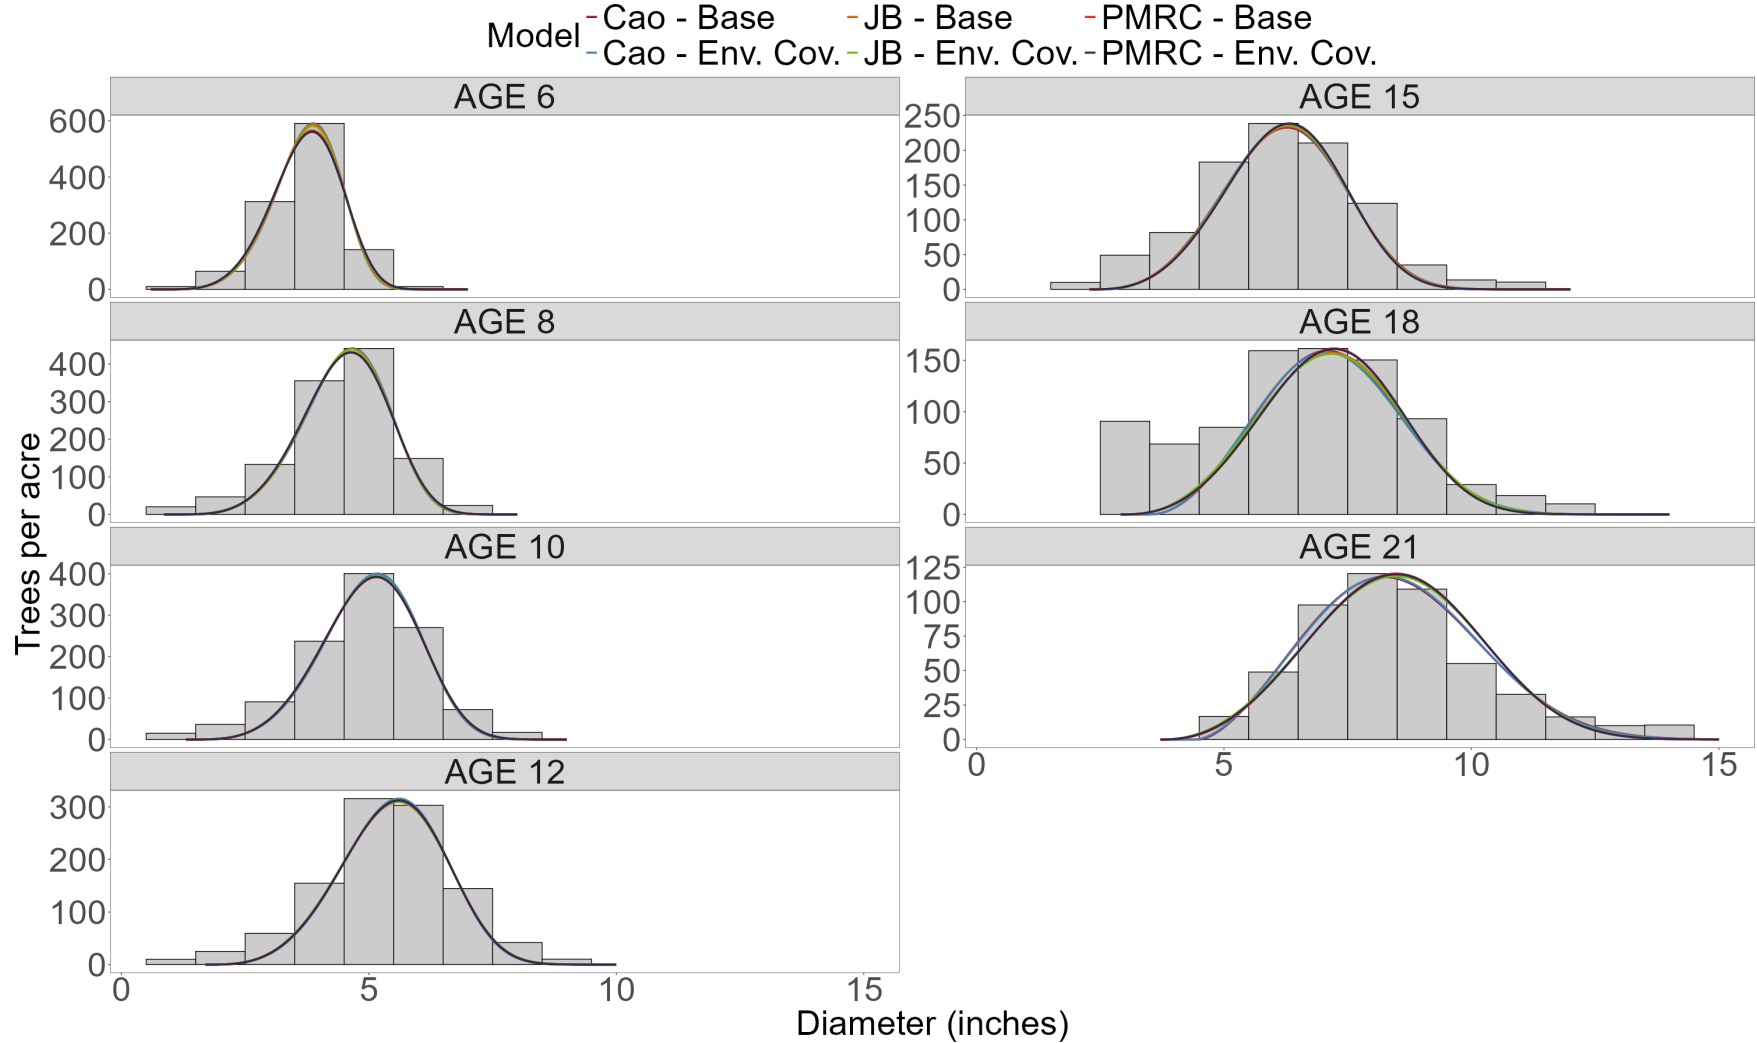 Model
Cao - Base JB - Base PMRC - Base
Cao - Env. Cov. JB - Env. Cov. PMRC - Env. Cov.
Trees per acre
AGE 6
600
400
200
0
AGE 8
400
300
200
100
0
AGE 10
400
300
200
100
0
AGE 12
300
200
100
0
0 5 10 15
AGE 15
250
200
150
100
50
0
AGE 18
150
100
50
0
AGE 21
125
100
75
50
25
0
0 5 10 15
Diameter (inches)